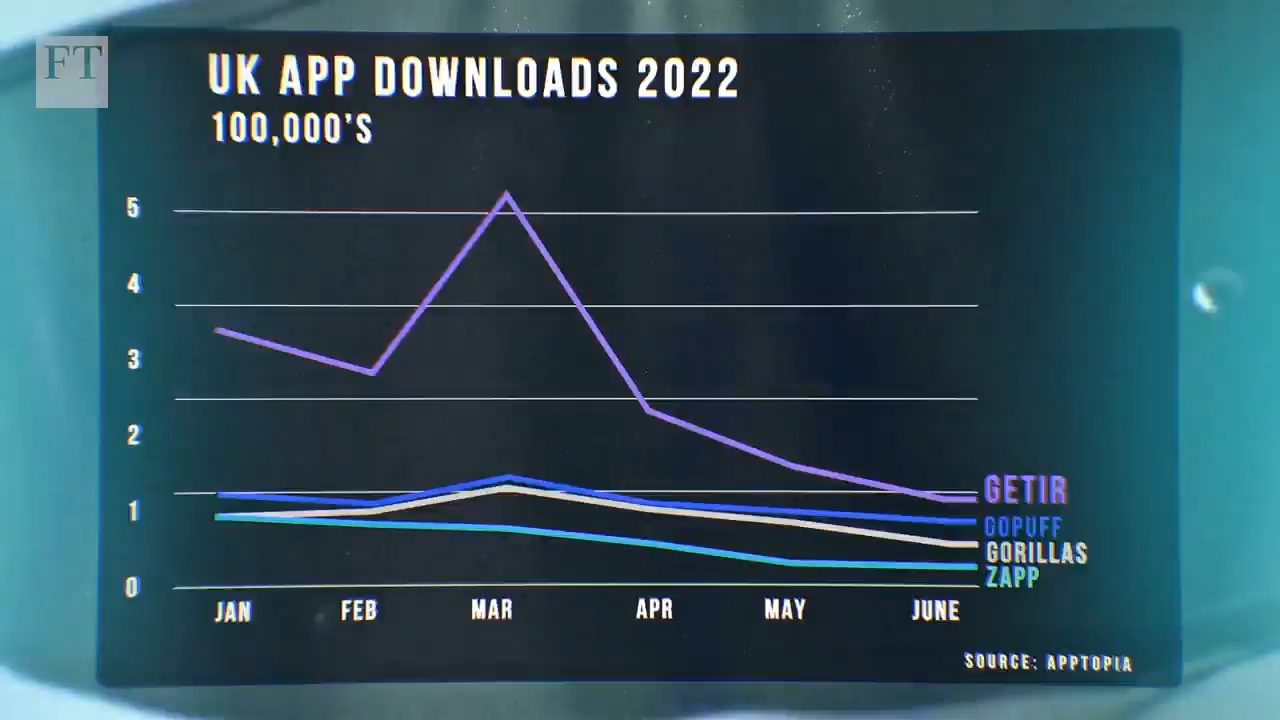 FT
UK APP DOWNLOADS 2022
100,000'S
5
4
3
2
1
0
GETIR
GOPUFF
GORILLAS
ZAPP
JAN FEB MAR APR MAY JUNE
SOURCE: APPTOPIA